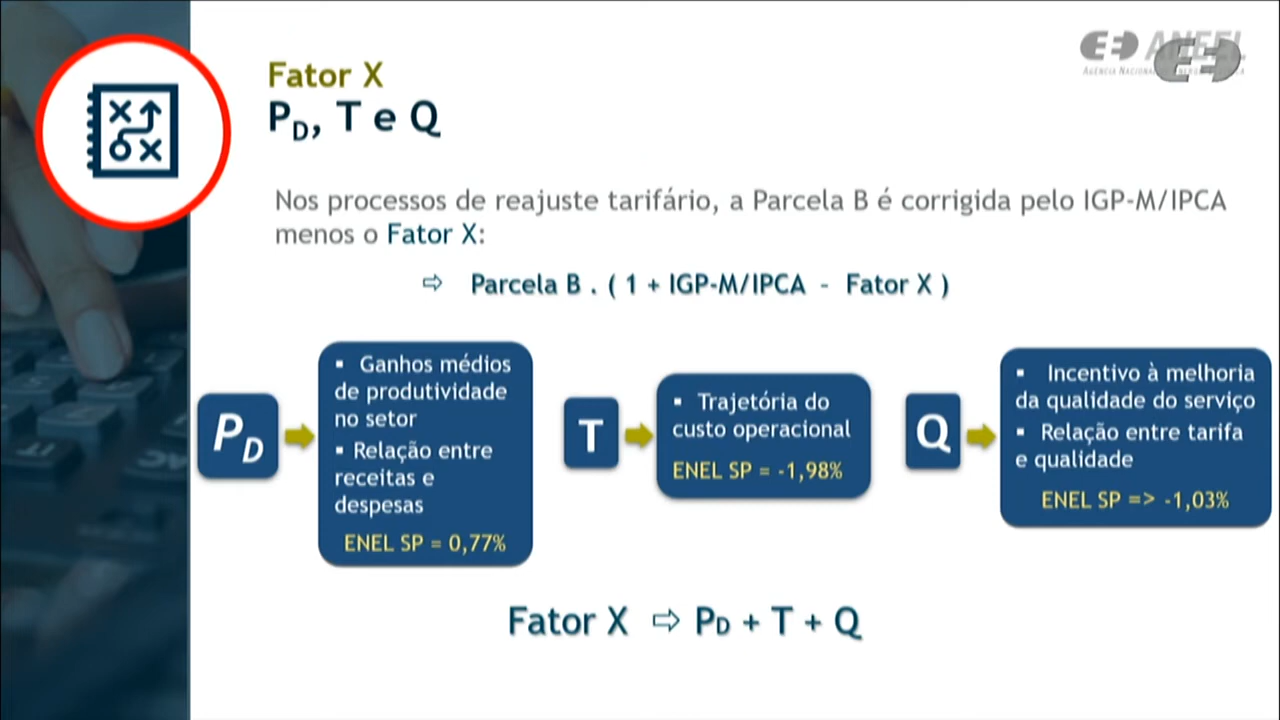 Fator X
PD, T e Q
ANEEL
Nos processos de reajuste tarifário, a Parcela B é corrigida pelo IGP-M/IPCA
menos o Fator X:
⇨ Parcela B . ( 1 + IGP-M/IPCA - Fator X )
PD
▪ Ganhos médios
de produtividade
no setor
▪ Relação entre
receitas e
despesas
ENEL SP = 0,77%
T
▪ Trajetória do
custo operacional
ENEL SP = -1,98%
Q
▪ Incentivo à melhoria
da qualidade do serviço
▪ Relação entre tarifa
e qualidade
ENEL SP => -1,03%
Fator X ⇨ PD + T + Q